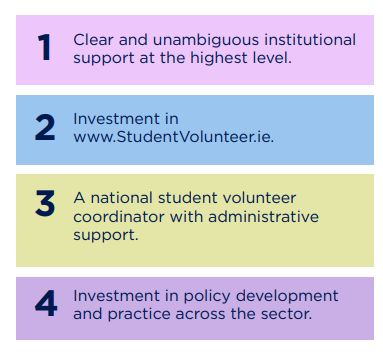 1 Clear and unambiguous institutional
support at the highest level.
2 Investment in
www.StudentVolunteer.ie.
3 A national student volunteer
coordinator with administrative
support.
4 Investment in policy development
and practice across the sector.